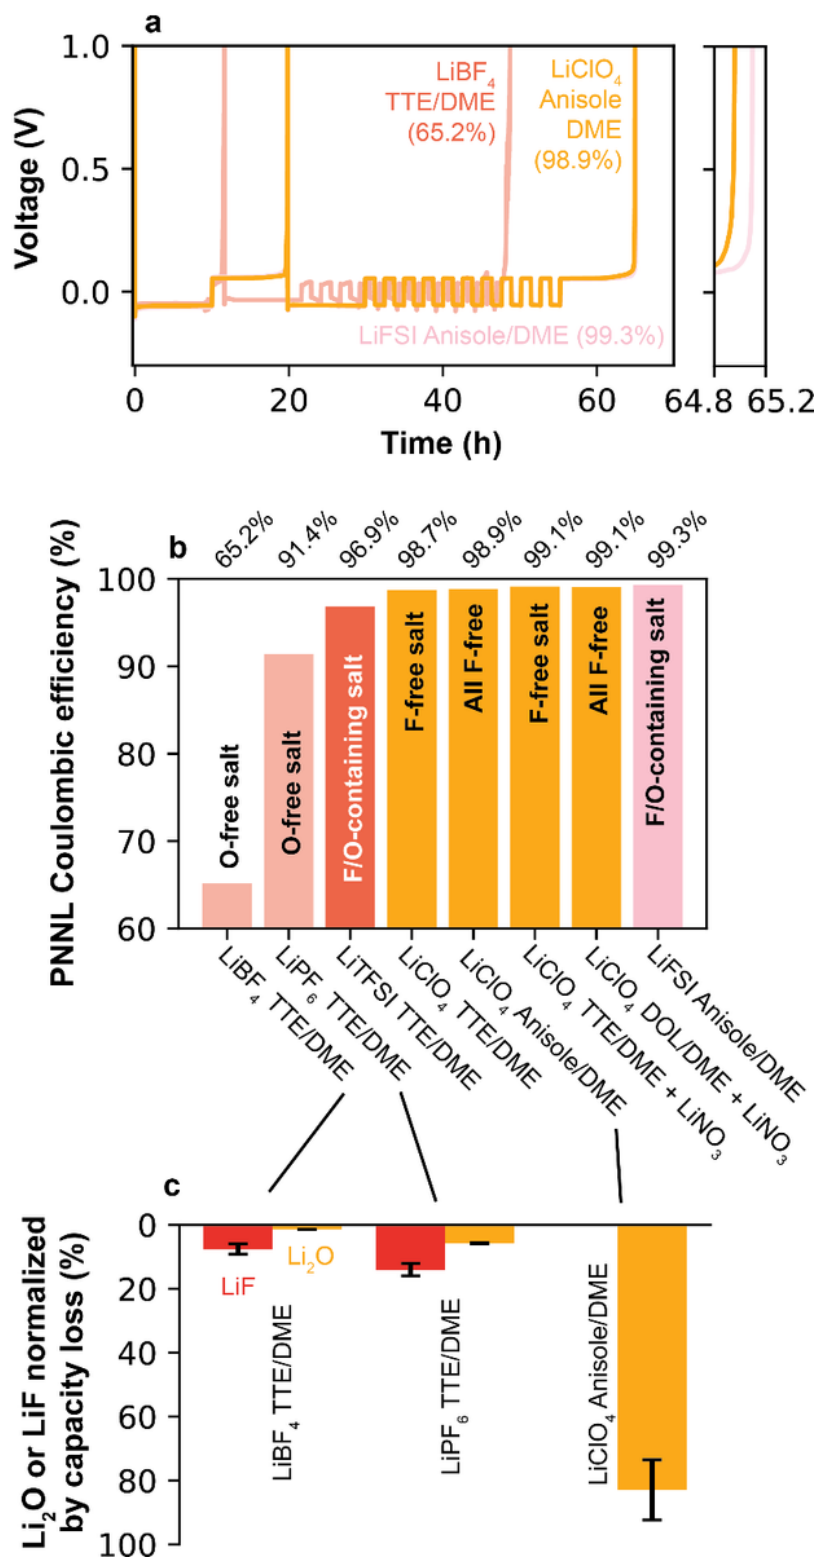 a
1.0
0.5
0.0
Voltage (V)
LiBF₄
TTE/DME
(65.2%)
LiClO₄
Anisole
DME
(98.9%)
LiFSI Anisole/DME (99.3%)
0
20
40
60
64.8
65.2
Time (h)
b
65.2%
91.4%
96.9%
98.7%
98.9%
99.1%
99.1%
99.3%
PNNL Coulombic efficiency (%)
100
90
80
70
60
O-free salt
O-free salt
F/O-containing salt
F-free salt
All F-free
F-free salt
All F-free
F/O-containing salt
LiBF₄ TTE/DME
LiPF₆ TTE/DME
LiTFSI TTE/DME
LiClO₄ TTE/DME
LiClO₄ Anisole/DME
LiClO₄ TTE/DME + LiNO₃
LiClO₄ DOL/DME + LiNO₃
LiFSI Anisole/DME
c
Li₂O or LiF normalized
by capacity loss (%)
0
20
40
60
80
100
LiF
Li₂O
LiBF₄ TTE/DME
LiPF₆ TTE/DME
LiClO₄ Anisole/DME